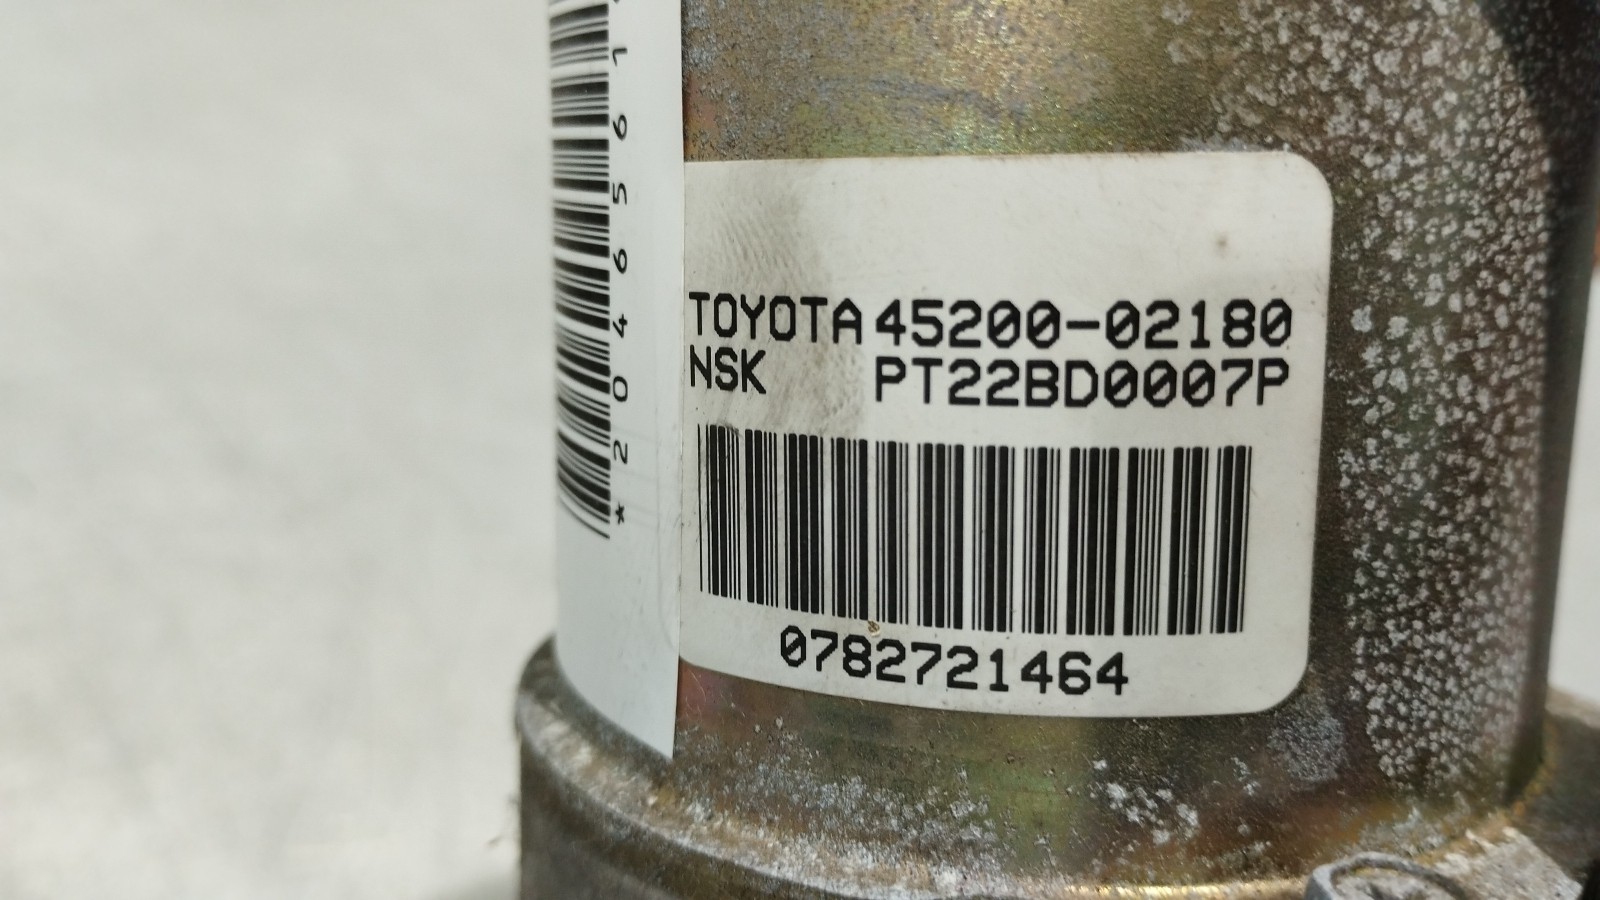 TOYOTA 45200-02180
NSK PT22BD0007P
0782721464
*2046561